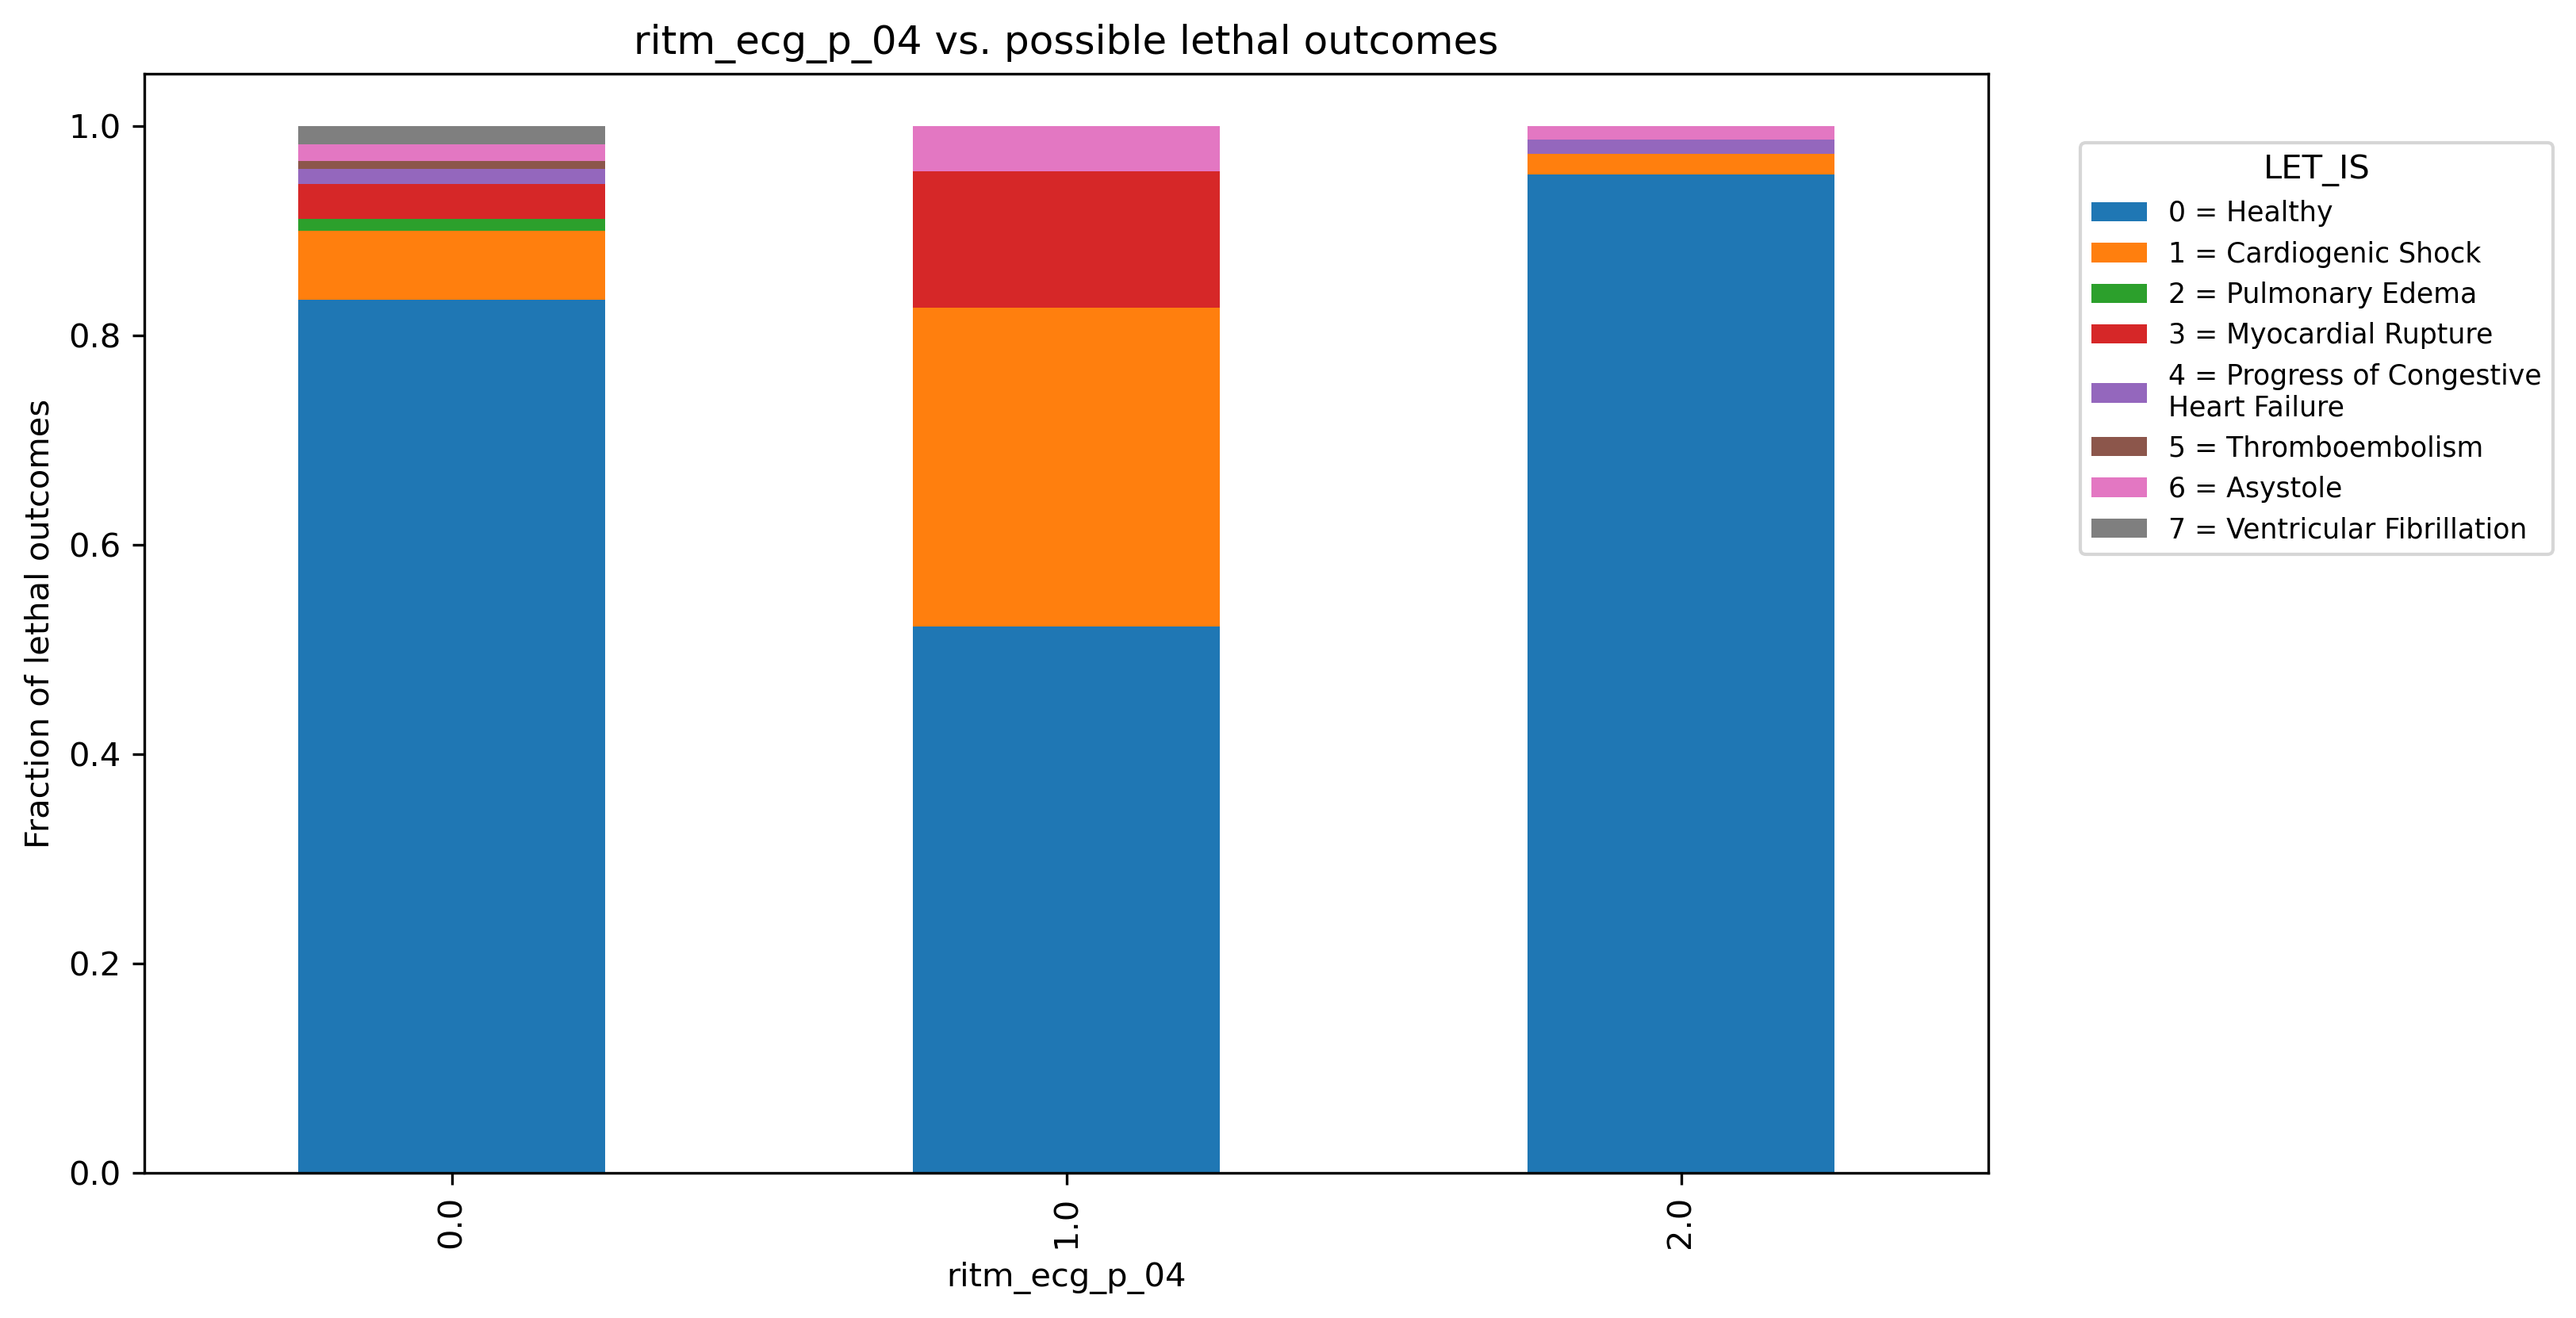 ritm_ecg_p_04 vs. possible lethal outcomes
Fraction of lethal outcomes
1.0
0.8
0.6
0.4
0.2
0.0
0.0
1.0
2.0
ritm_ecg_p_04
LET_IS
0 = Healthy
1 = Cardiogenic Shock
2 = Pulmonary Edema
3 = Myocardial Rupture
4 = Progress of Congestive
Heart Failure
5 = Thromboembolism
6 = Asystole
7 = Ventricular Fibrillation